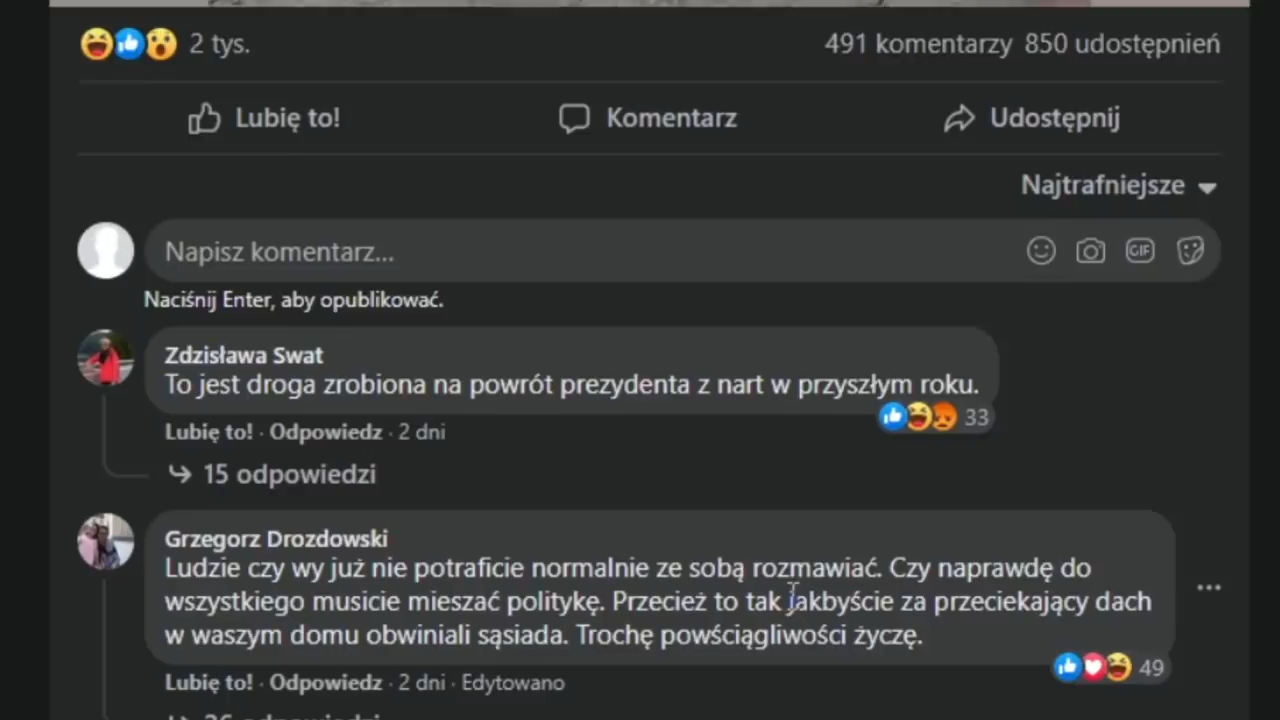 2 tys.
491 komentarzy 850 udostępnień
Lubię to!
Komentarz
Udostępnij
Najtrafniejsze
Napisz komentarz...
GIF
Naciśnij Enter, aby opublikować.
Zdzisława Swat
To jest droga zrobiona na powrót prezydenta z nart w przyszłym roku.
33
Lubię to! · Odpowiedz · 2 dni
15 odpowiedzi
Grzegorz Drozdowski
Ludzie czy wy już nie potraficie normalnie ze sobą rozmawiać. Czy naprawdę do
wszystkiego musicie mieszać politykę. Przecież to tak jakbyście za przeciekający dach
w waszym domu obwiniali sąsiada. Trochę powściągliwości życzę.
49
Lubię to! · Odpowiedz · 2 dni · Edytowano